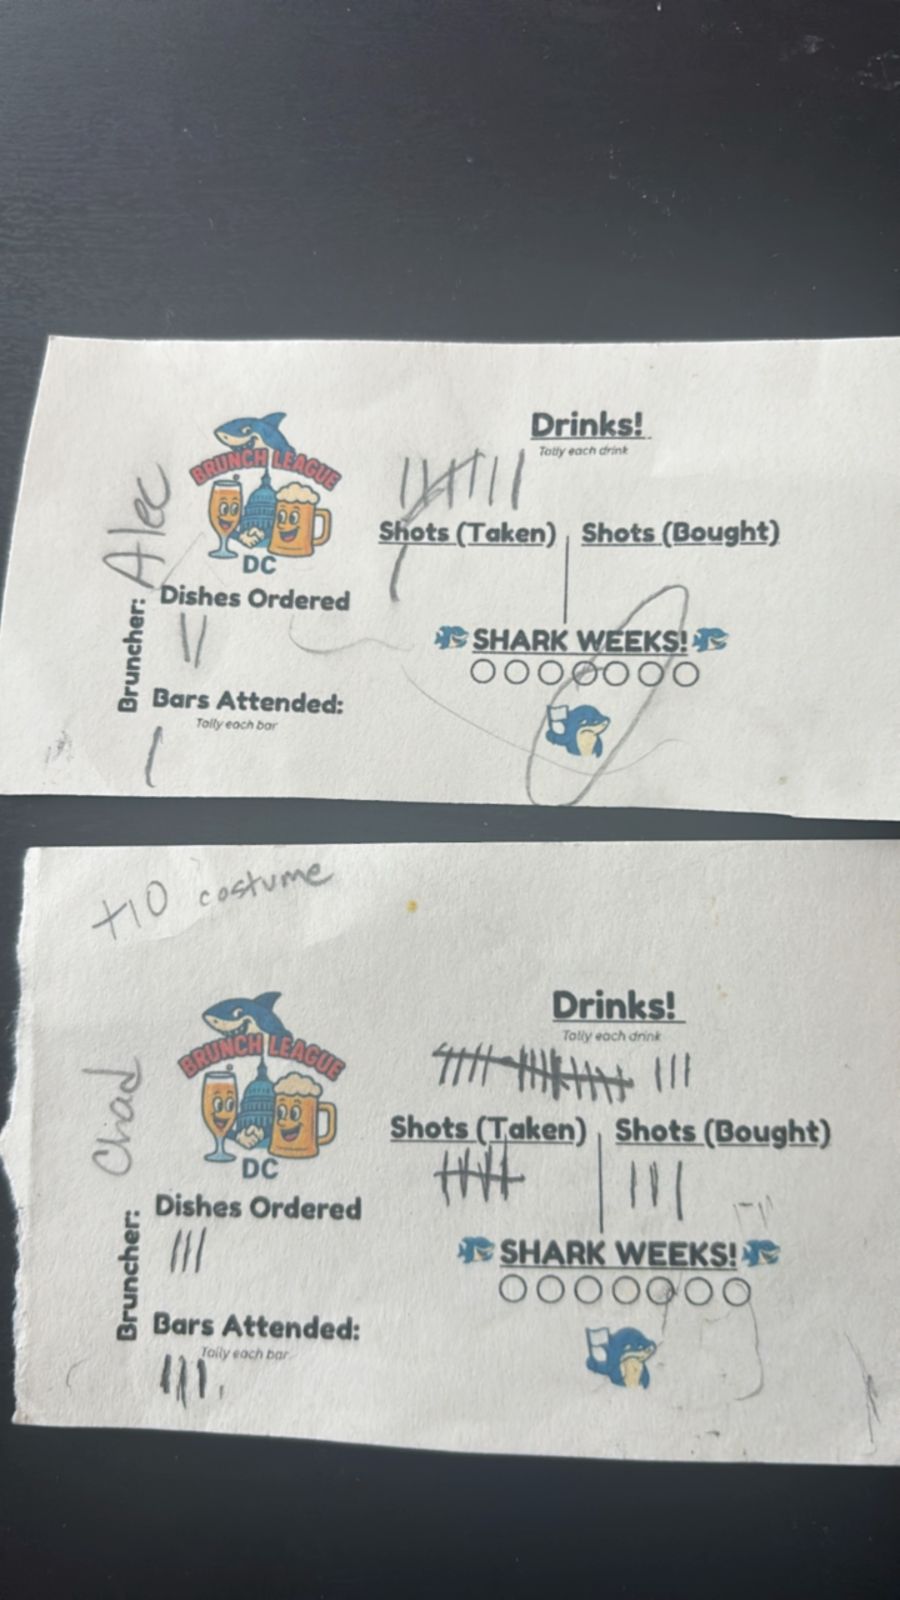 Drinks!
Tally each drink
BRUNCH LEAGUE
DC
Shots (Taken)
Shots (Bought)
Bruncher: Alec
Dishes Ordered
SHARK WEEKS!
Bars Attended:
Tally each bar
+10 costume
Drinks!
Tally each drink
BRUNCH LEAGUE
DC
Shots (Taken)
Shots (Bought)
Bruncher: Chad
Dishes Ordered
SHARK WEEKS!
Bars Attended:
Tally each bar